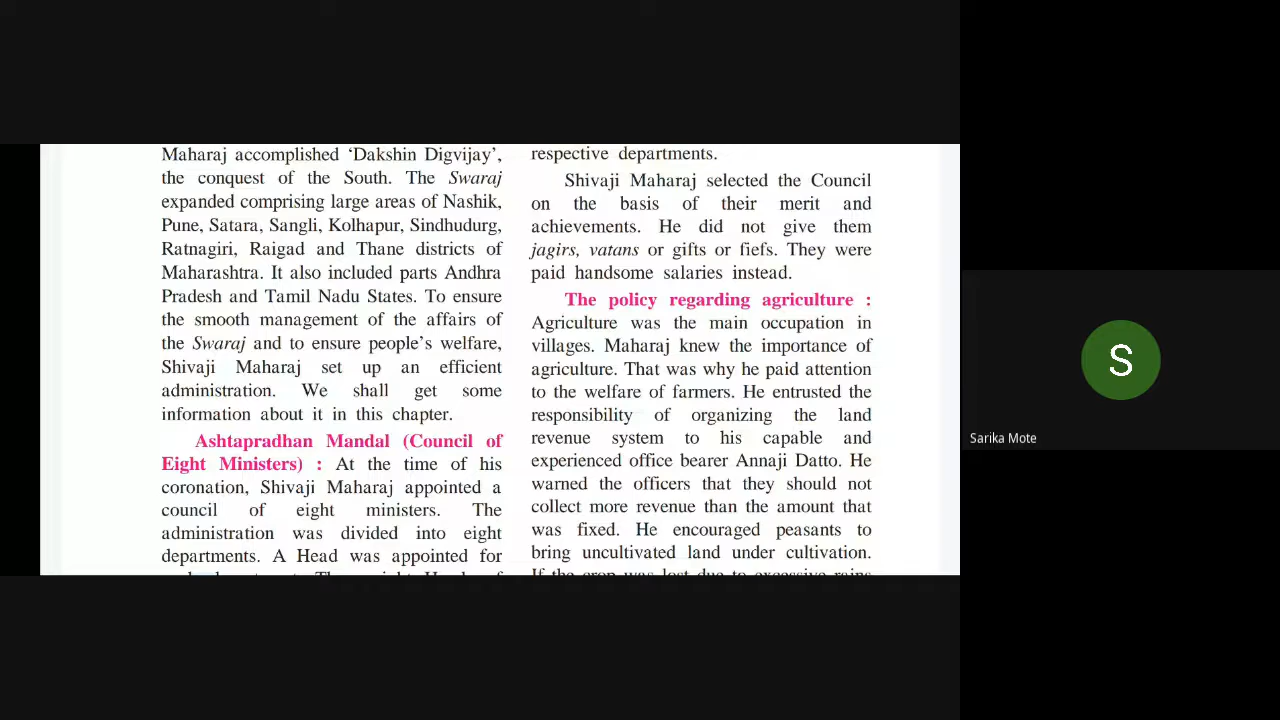 Maharaj accomplished ‘Dakshin Digvijay’,
the conquest of the South. The Swaraj
expanded comprising large areas of Nashik,
Pune, Satara, Sangli, Kolhapur, Sindhudurg,
Ratnagiri, Raigad and Thane districts of
Maharashtra. It also included parts Andhra
Pradesh and Tamil Nadu States. To ensure
the smooth management of the affairs of
the Swaraj and to ensure people’s welfare,
Shivaji Maharaj set up an efficient
administration. We shall get some
information about it in this chapter.
Ashtapradhan Mandal (Council of
Eight Ministers) : At the time of his
coronation, Shivaji Maharaj appointed a
council of eight ministers. The
administration was divided into eight
departments. A Head was appointed for
respective departments.
Shivaji Maharaj selected the Council
on the basis of their merit and
achievements. He did not give them
jagirs, vatans or gifts or fiefs. They were
paid handsome salaries instead.
The policy regarding agriculture :
Agriculture was the main occupation in
villages. Maharaj knew the importance of
agriculture. That was why he paid attention
to the welfare of farmers. He entrusted the
responsibility of organizing the land
revenue system to his capable and
experienced office bearer Annaji Datto. He
warned the officers that they should not
collect more revenue than the amount that
was fixed. He encouraged peasants to
bring uncultivated land under cultivation.
If the crop was lost due to excessive rains
S
Sarika Mote